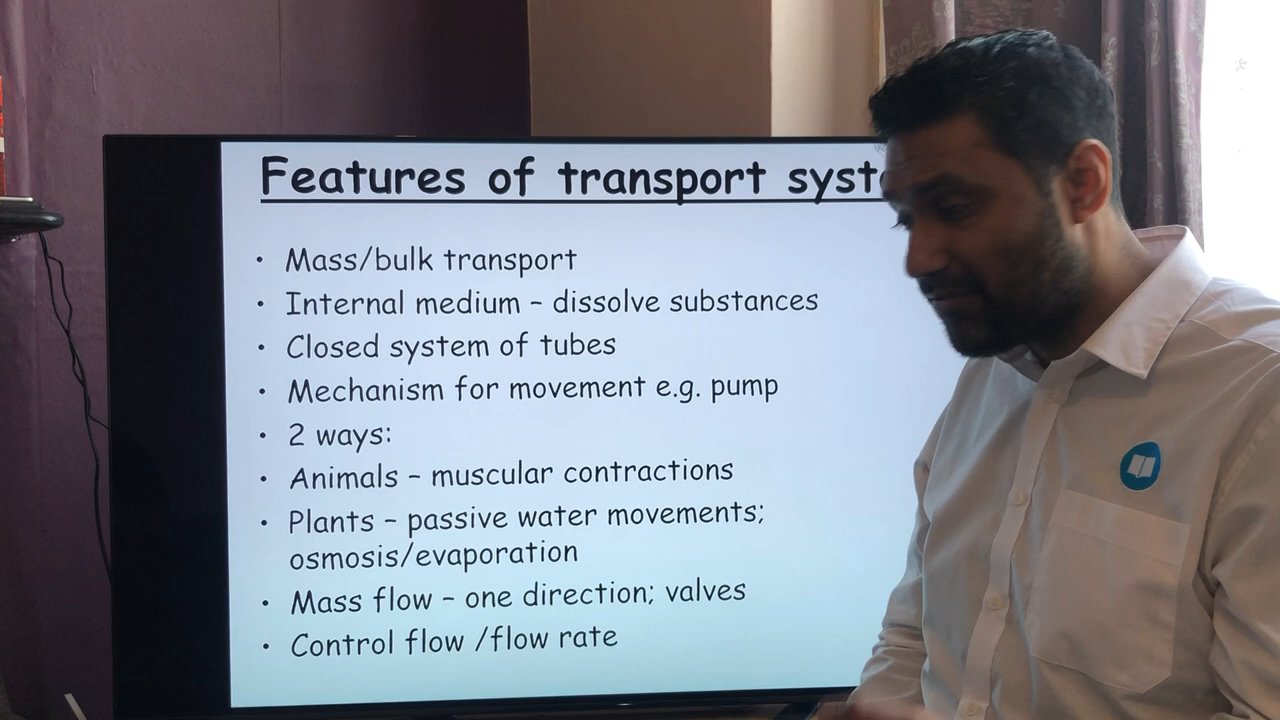 Features of transport syste
• Mass/bulk transport
• Internal medium – dissolve substances
• Closed system of tubes
• Mechanism for movement e.g. pump
• 2 ways:
• Animals – muscular contractions
• Plants – passive water movements;
osmosis/evaporation
• Mass flow – one direction; valves
• Control flow /flow rate